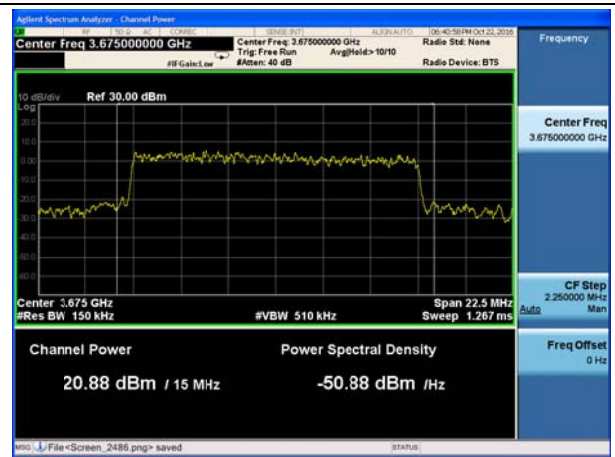 Agilent Spectrum Analyzer - Channel Power
RF 50 Ω AC CORREC SENSE:INT ALIGN AUTO 06:40:58 PM Oct 22, 2016
Center Freq 3.675000000 GHz
Center Freq: 3.675000000 GHz
Radio Std: None
Trig: Free Run Avg|Hold:> 10/10
#IFGain:Low #Atten: 40 dB Radio Device: BTS
Frequency
10 dB/div Ref 30.00 dBm
Log
20.0
10.0
0.00
-10.0
-20.0
-30.0
-40.0
-50.0
-60.0
Center Freq
3.675000000 GHz
Center 3.675 GHz Span 22.5 MHz
#Res BW 150 kHz #VBW 510 kHz Sweep 1.267 ms
CF Step
2.250000 MHz
Auto Man
Channel Power Power Spectral Density
20.88 dBm / 15 MHz -50.88 dBm /Hz
Freq Offset
0 Hz
MSG File <Screen_2486.png> saved STATUS